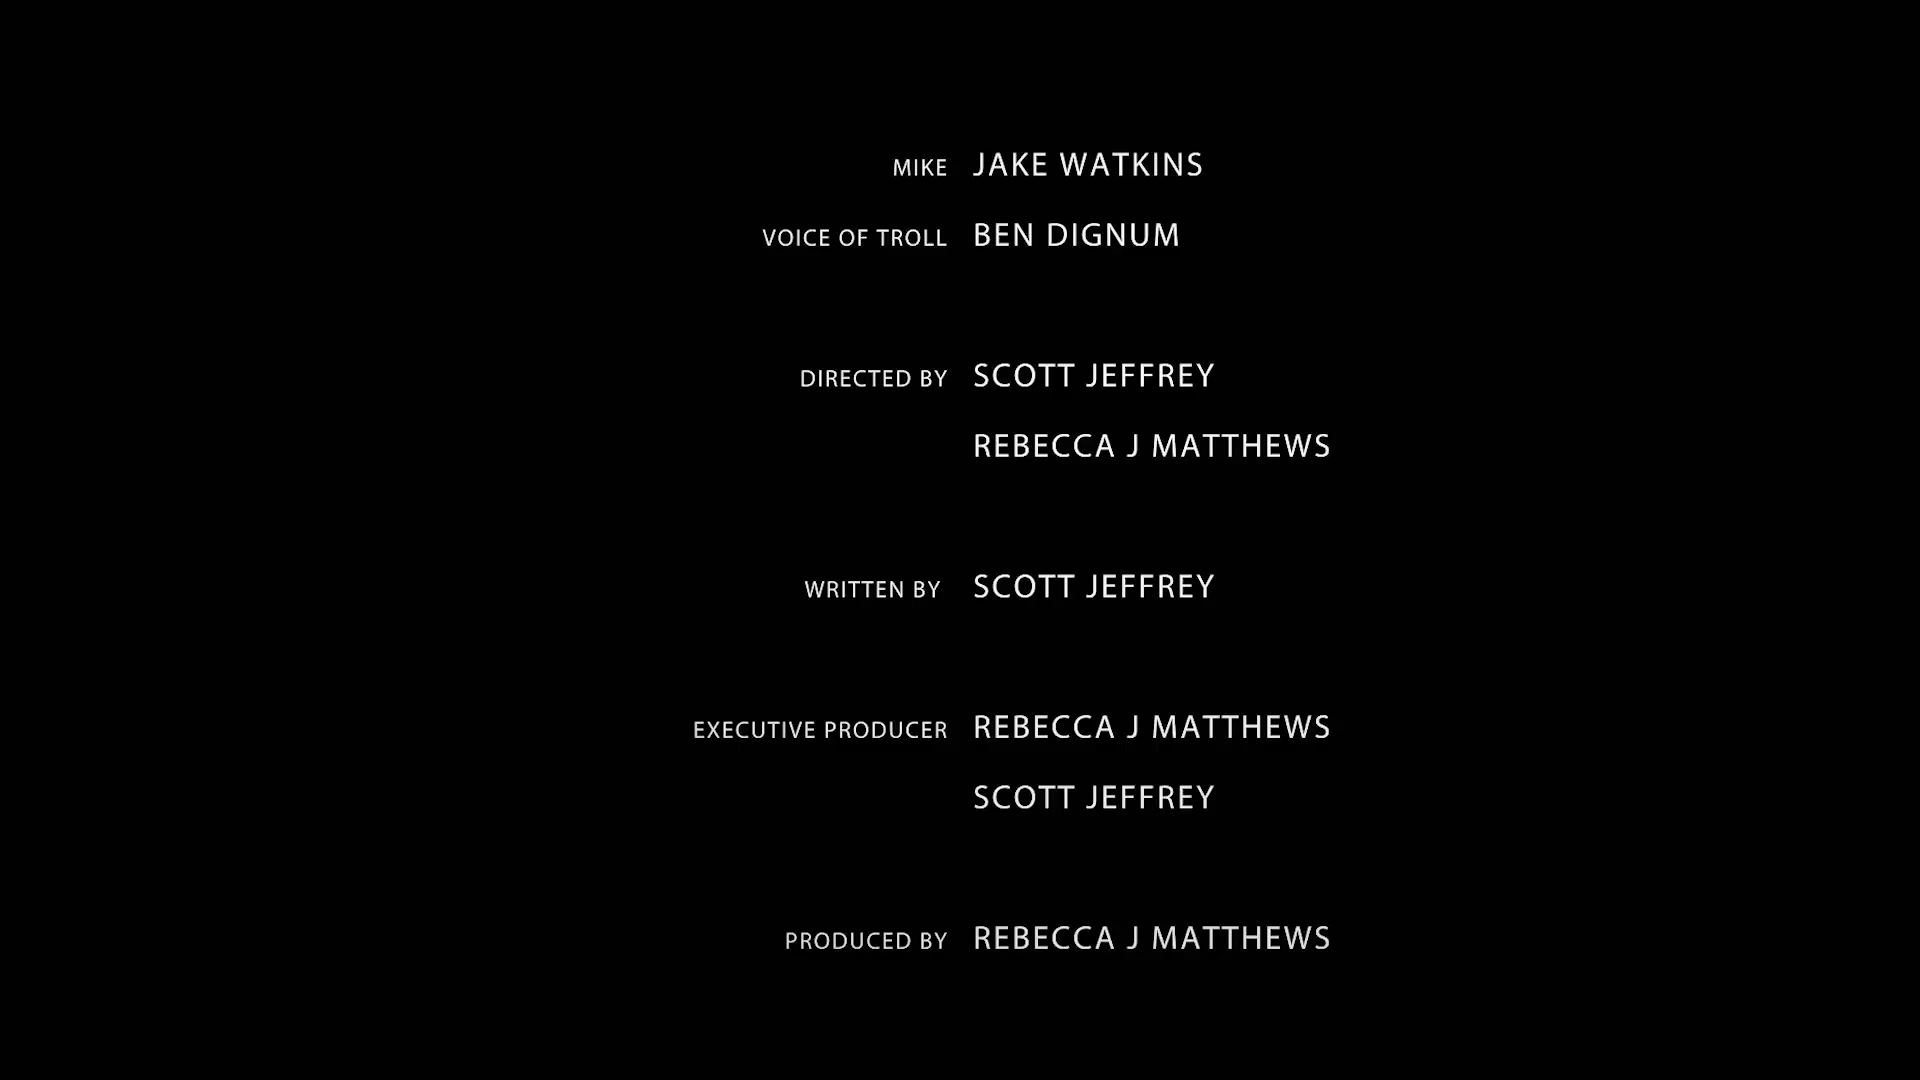 MIKE JAKE WATKINS
VOICE OF TROLL BEN DIGNUM
DIRECTED BY SCOTT JEFFREY
REBECCA J MATTHEWS
WRITTEN BY SCOTT JEFFREY
EXECUTIVE PRODUCER REBECCA J MATTHEWS
SCOTT JEFFREY
PRODUCED BY REBECCA J MATTHEWS